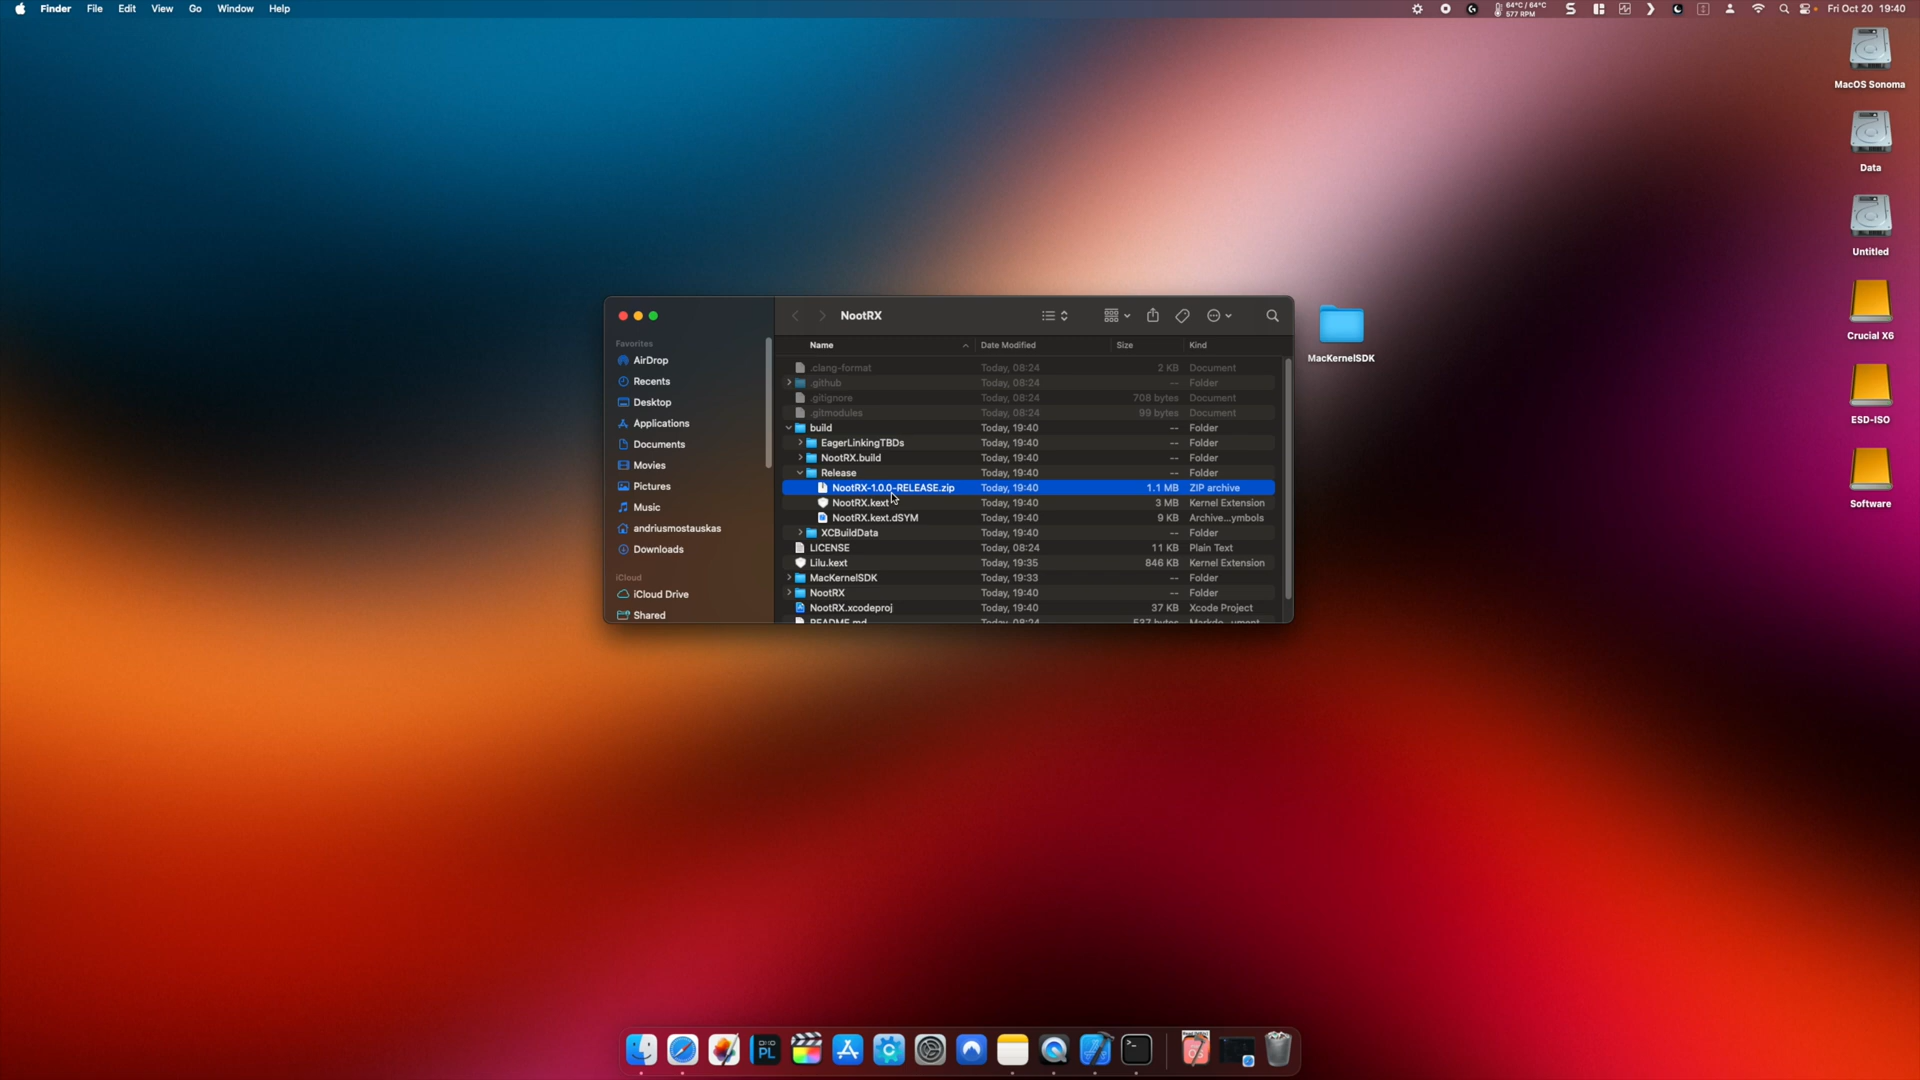 Finder File Edit View Go Window Help
64°C / 64°C
577 RPM
Fri Oct 20 19:40
MacOS Sonoma
Data
Untitled
Crucial X6
ESD-ISO
Software
MacKernelSDK
NootRX
Favorites
AirDrop
Recents
Desktop
Applications
Documents
Movies
Pictures
Music
andriusmostauskas
Downloads
iCloud
iCloud Drive
Shared
Name Date Modified Size Kind
.clang-format Today, 08:24 2 KB Document
.github Today, 08:24 -- Folder
.gitignore Today, 08:24 708 bytes Document
.gitmodules Today, 08:24 99 bytes Document
build Today, 19:40 -- Folder
EagerLinkingTBDs Today, 19:40 -- Folder
NootRX.build Today, 19:40 -- Folder
Release Today, 19:40 -- Folder
NootRX-1.0.0-RELEASE.zip Today, 19:40 1.1 MB ZIP archive
NootRX.kext Today, 19:40 3 MB Kernel Extension
NootRX.kext.dSYM Today, 19:40 9 KB Archive...ymbols
XCBuildData Today, 19:40 -- Folder
LICENSE Today, 08:24 11 KB Plain Text
Lilu.kext Today, 19:35 846 KB Kernel Extension
MacKernelSDK Today, 19:33 -- Folder
NootRX Today, 19:40 -- Folder
NootRX.xcodeproj Today, 19:40 37 KB Xcode Project
README.md Today, 08:24 537 bytes Markdo...ument
PL